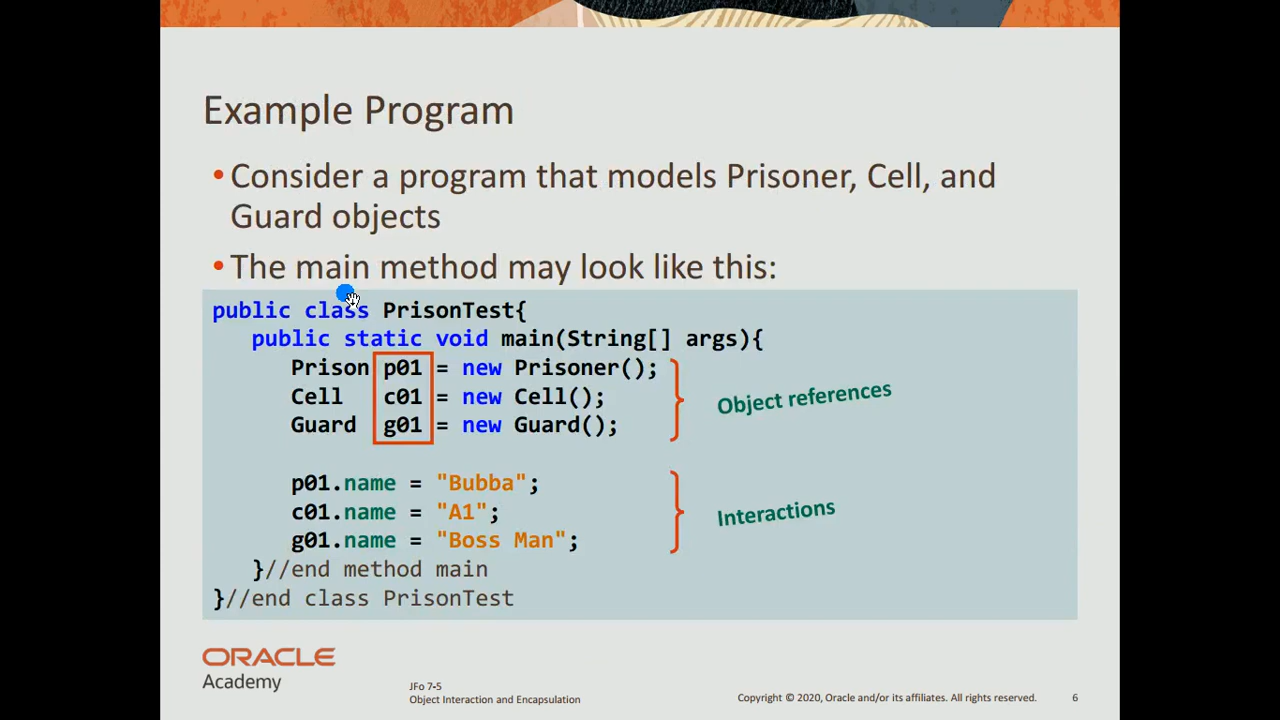 Example Program
• Consider a program that models Prisoner, Cell, and
Guard objects
• The main method may look like this:
public class PrisonTest{
public static void main(String[] args){
Prison p01 = new Prisoner();
Cell c01 = new Cell();
Guard g01 = new Guard();
Object references
p01.name = "Bubba";
c01.name = "A1";
g01.name = "Boss Man";
Interactions
}//end method main
}//end class PrisonTest
ORACLE
Academy
JFo 7-5
Object Interaction and Encapsulation
Copyright © 2020, Oracle and/or its affiliates. All rights reserved.
6